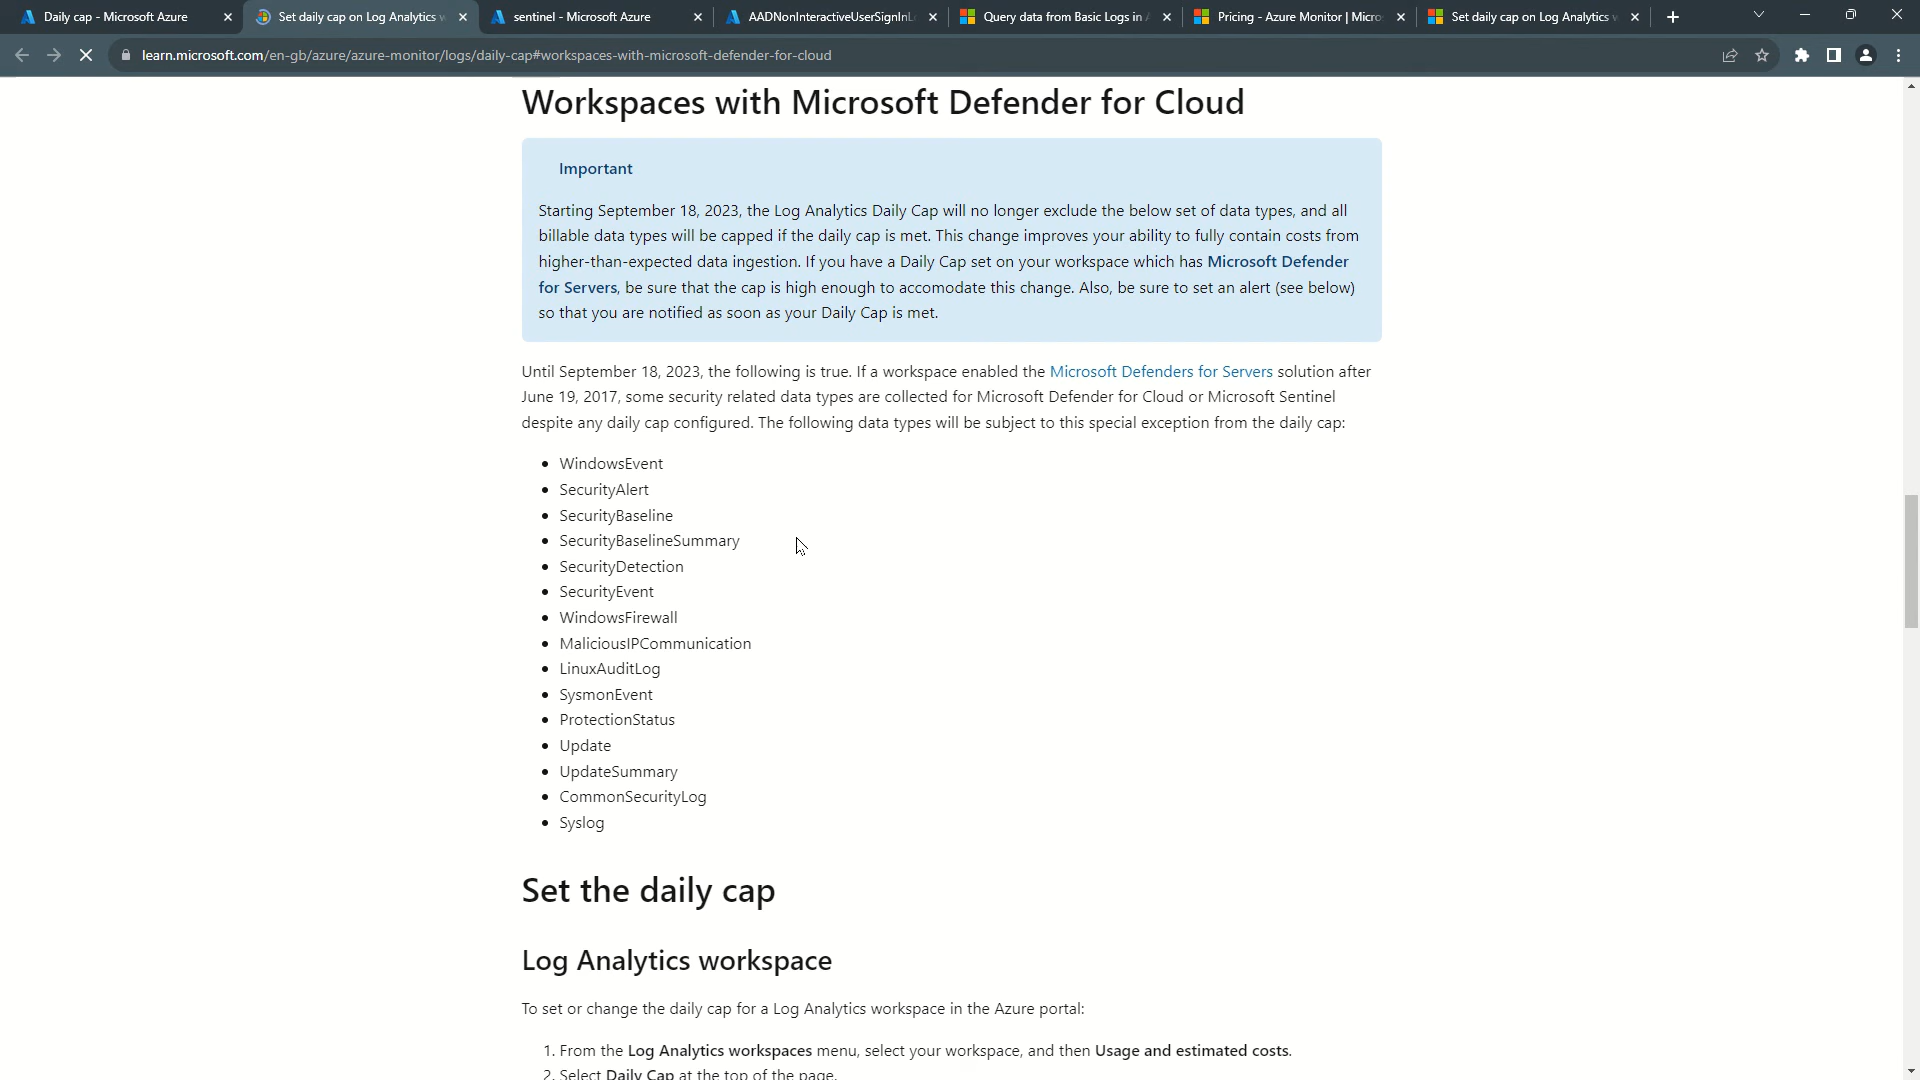 Daily cap - Microsoft Azure
Set daily cap on Log Analytics w
sentinel - Microsoft Azure
AADNonInteractiveUserSignInL
Query data from Basic Logs in A
Pricing - Azure Monitor | Micro
Set daily cap on Log Analytics w
learn.microsoft.com/en-gb/azure/azure-monitor/logs/daily-cap#workspaces-with-microsoft-defender-for-cloud
Workspaces with Microsoft Defender for Cloud
Important
Starting September 18, 2023, the Log Analytics Daily Cap will no longer exclude the below set of data types, and all
billable data types will be capped if the daily cap is met. This change improves your ability to fully contain costs from
higher-than-expected data ingestion. If you have a Daily Cap set on your workspace which has Microsoft Defender
for Servers, be sure that the cap is high enough to accomodate this change. Also, be sure to set an alert (see below)
so that you are notified as soon as your Daily Cap is met.
Until September 18, 2023, the following is true. If a workspace enabled the Microsoft Defenders for Servers solution after
June 19, 2017, some security related data types are collected for Microsoft Defender for Cloud or Microsoft Sentinel
despite any daily cap configured. The following data types will be subject to this special exception from the daily cap:
• WindowsEvent
• SecurityAlert
• SecurityBaseline
• SecurityBaselineSummary
• SecurityDetection
• SecurityEvent
• WindowsFirewall
• MaliciousIPCommunication
• LinuxAuditLog
• SysmonEvent
• ProtectionStatus
• Update
• UpdateSummary
• CommonSecurityLog
• Syslog
Set the daily cap
Log Analytics workspace
To set or change the daily cap for a Log Analytics workspace in the Azure portal:
1. From the Log Analytics workspaces menu, select your workspace, and then Usage and estimated costs.
2. Select Daily Cap at the top of the page.